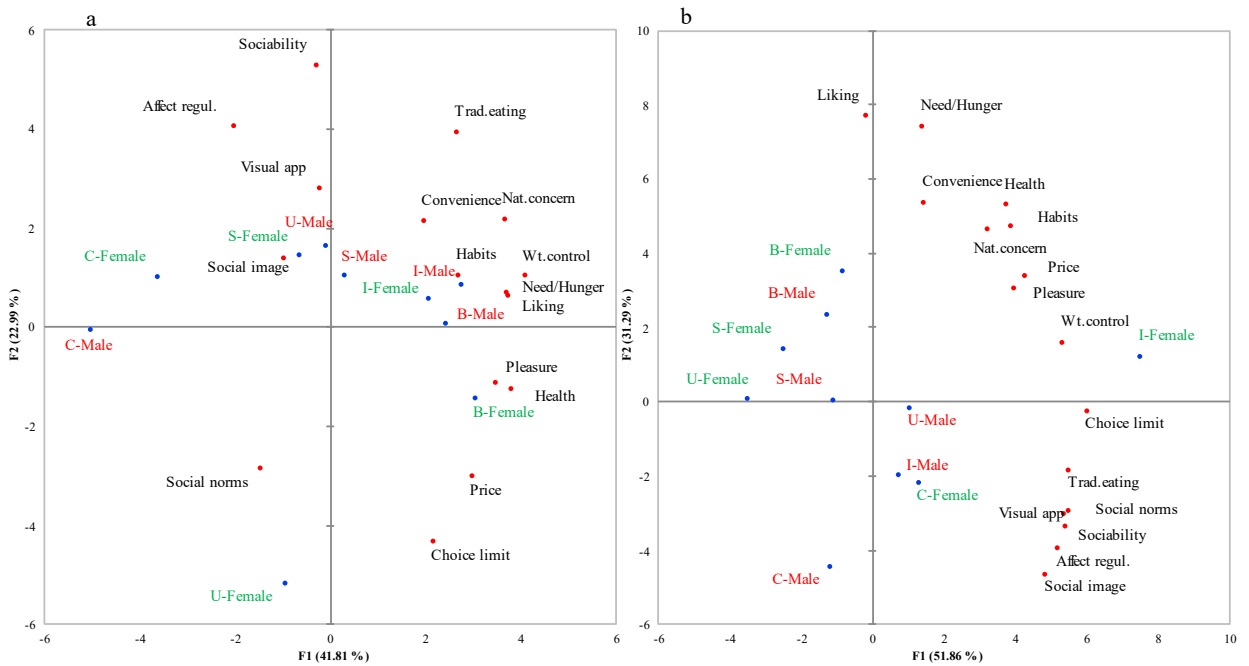 a
6
4
2
0
-2
-4
-6
-6
-4
-2
0
2
4
6
F2 (22.99 %)
F1 (41.81 %)
Sociability
Affect regul.
Trad.eating
Visual app
Convenience
Nat.concern
U-Male
S-Female
C-Female
Social image
S-Male
Habits
Wt.control
I-Male
I-Female
Need/Hunger
Liking
B-Male
C-Male
Pleasure
Health
B-Female
Social norms
Price
Choice limit
U-Female
b
10
8
6
4
2
0
-2
-4
-6
-6
-4
-2
0
2
4
6
8
10
F2 (31.29 %)
F1 (51.86 %)
Liking
Need/Hunger
Convenience
Health
Habits
Nat.concern
B-Female
Price
Pleasure
B-Male
Wt.control
S-Female
I-Female
U-Female
S-Male
U-Male
Choice limit
I-Male
C-Female
Trad.eating
Visual app
Social norms
Sociability
Affect regul.
C-Male
Social image